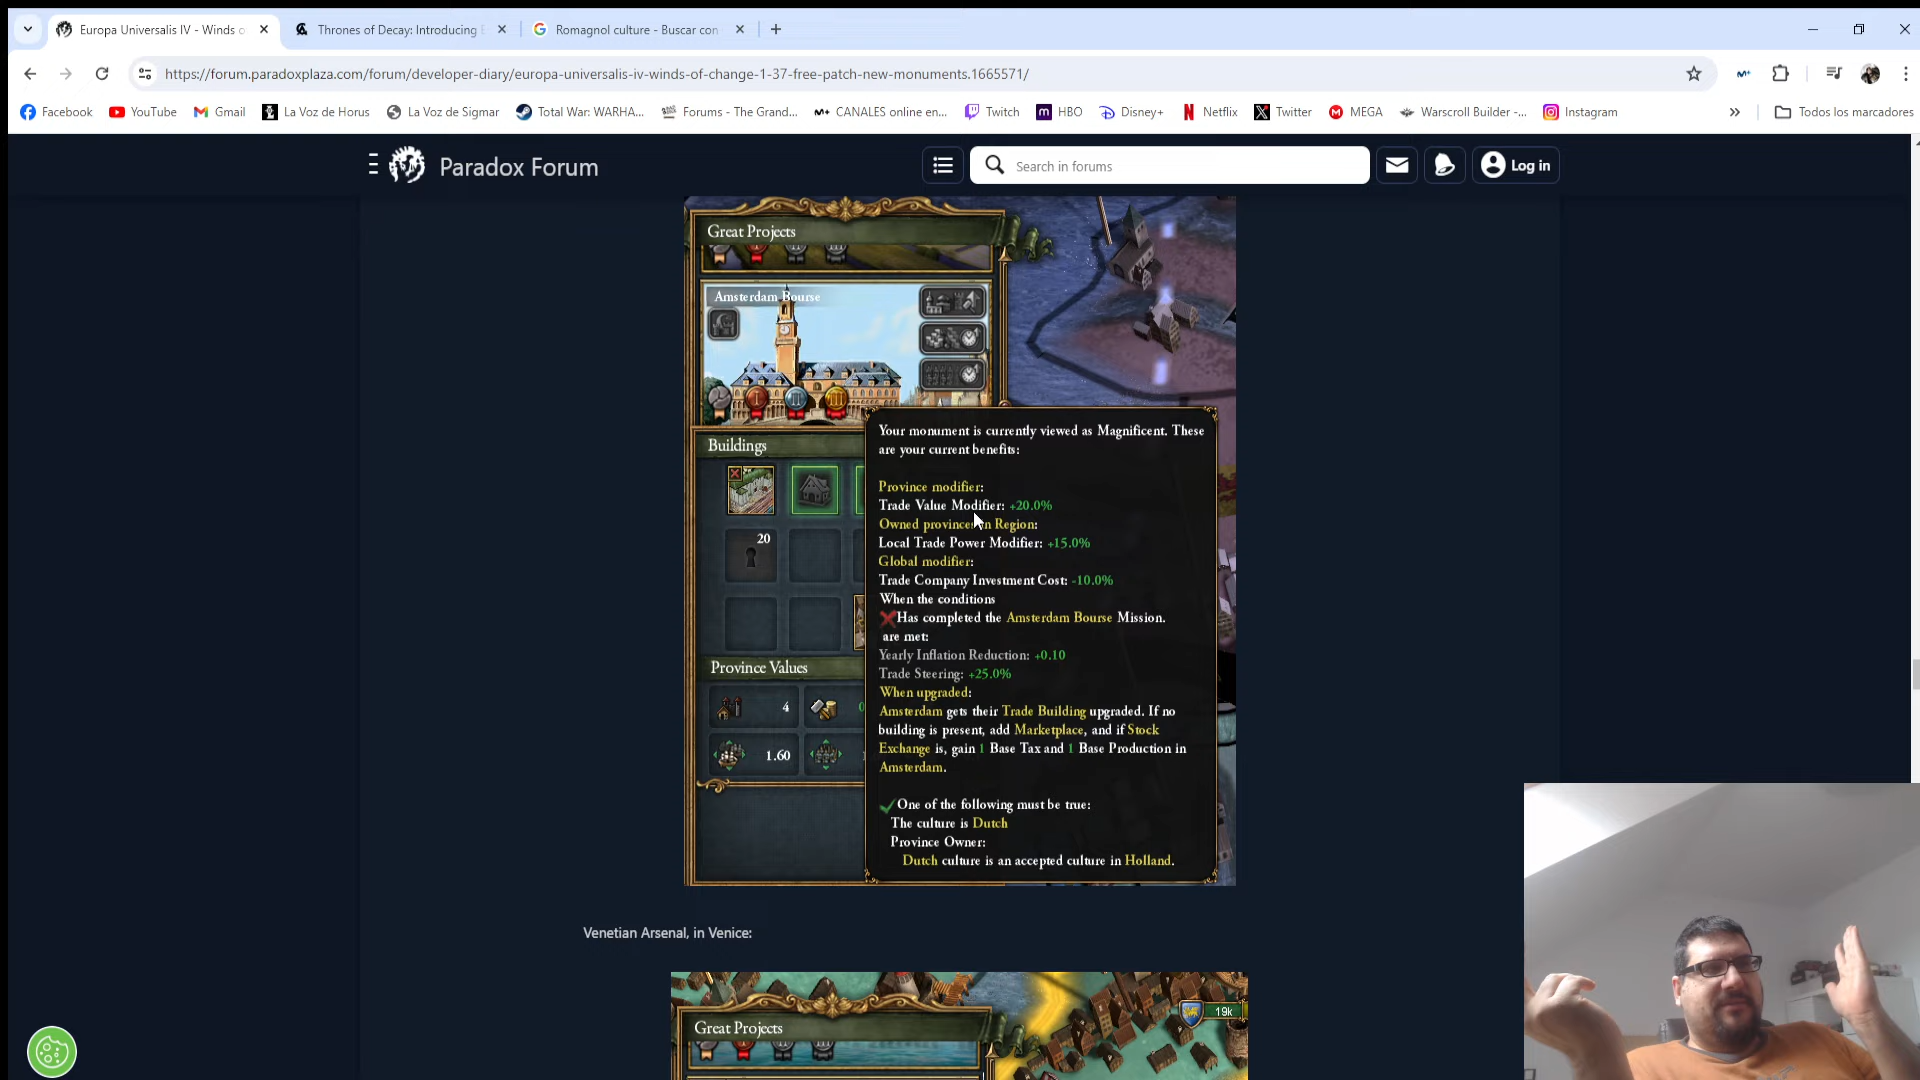 Europa Universalis IV - Winds o
Thrones of Decay: Introducing
Romagnol culture - Buscar con
https://forum.paradoxplaza.com/forum/developer-diary/europa-universalis-iv-winds-of-change-1-37-free-patch-new-monuments.1665571/
Facebook
YouTube
Gmail
La Voz de Horus
La Voz de Sigmar
Total War: WARHA...
Forums - The Grand...
CANALES online en...
Twitch
HBO
Disney+
Netflix
Twitter
MEGA
Warscroll Builder -...
Instagram
Todos los marcadores
Paradox Forum
Search in forums
Log in
Great Projects
Amsterdam Bourse
Buildings
20
Province Values
4
1.60
Your monument is currently viewed as Magnificent. These
are your current benefits:
Province modifier:
Trade Value Modifier: +20.0%
Owned provinces in Region:
Local Trade Power Modifier: +15.0%
Global modifier:
Trade Company Investment Cost: -10.0%
When the conditions
Has completed the Amsterdam Bourse Mission.
are met:
Yearly Inflation Reduction: +0.10
Trade Steering: +25.0%
When upgraded:
Amsterdam gets their Trade Building upgraded. If no
building is present, add Marketplace, and if Stock
Exchange is, gain 1 Base Tax and 1 Base Production in
Amsterdam.
One of the following must be true:
The culture is Dutch
Province Owner:
Dutch culture is an accepted culture in Holland.
Venetian Arsenal, in Venice:
Great Projects
19k